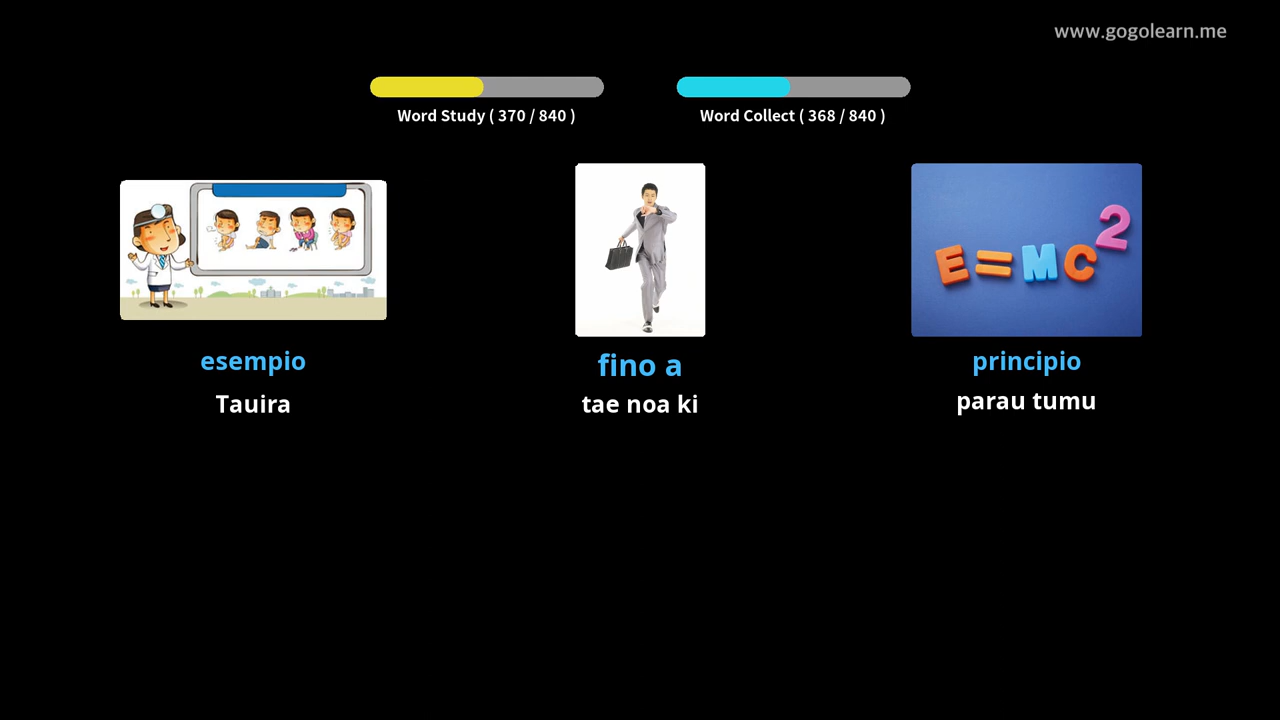 www.gogolearn.me
Word Study ( 370 / 840 )
Word Collect ( 368 / 840 )
E=MC2
esempio
Tauira
fino a
tae noa ki
principio
parau tumu